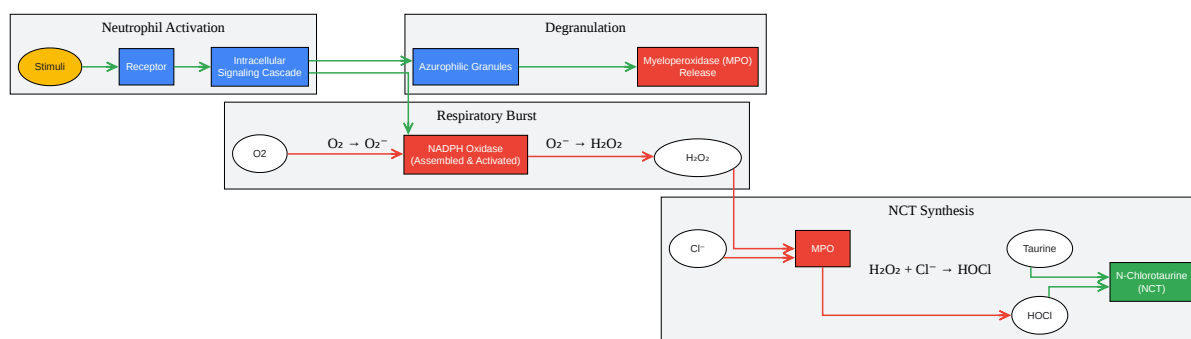 Neutrophil Activation
Stimuli
Receptor
Intracellular
Signaling Cascade
Degranulation
Azurophilic Granules
Myeloperoxidase (MPO)
Release
Respiratory Burst
O2
O₂ → O₂⁻
NADPH Oxidase
(Assembled & Activated)
O₂⁻ → H₂O₂
H₂O₂
NCT Synthesis
Cl⁻
MPO
H₂O₂ + Cl⁻ → HOCl
Taurine
HOCl
N-Chlorotaurine
(NCT)